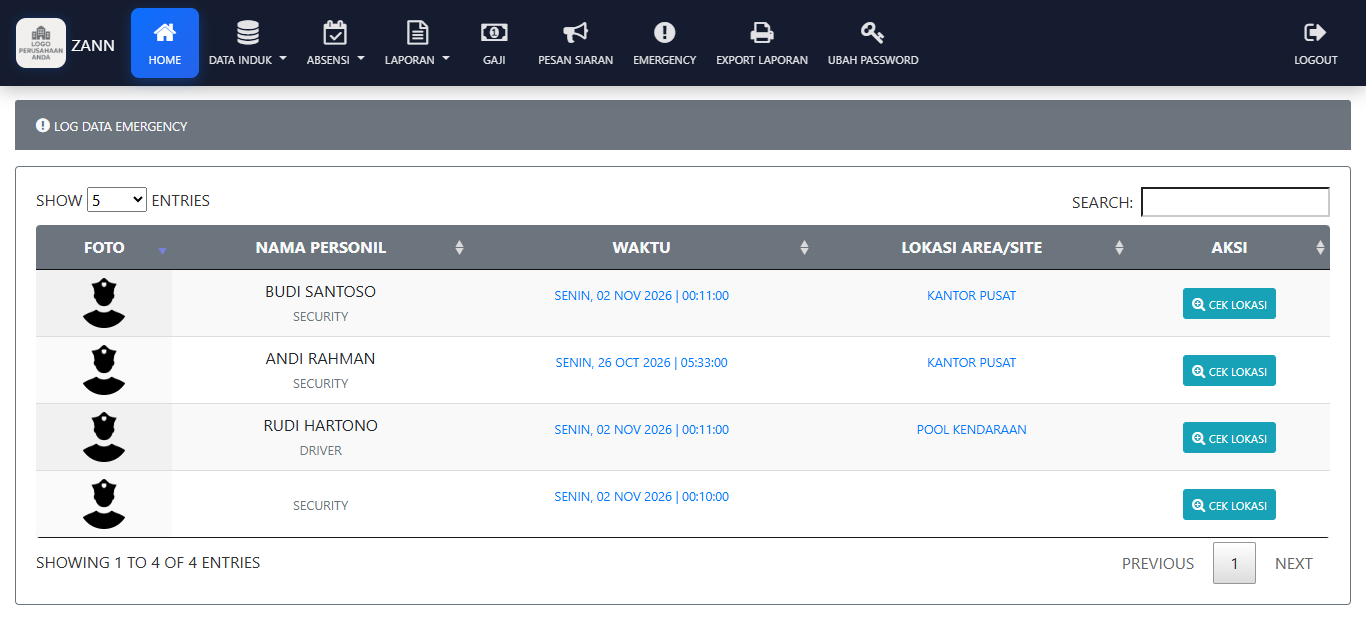 LOGO
PERUSAHAAN
ANDA
ZANN
HOME
DATA INDUK
ABSENSI
LAPORAN
GAJI
PESAN SIARAN
EMERGENCY
EXPORT LAPORAN
UBAH PASSWORD
LOGOUT
LOG DATA EMERGENCY
SHOW 5 ENTRIES
SEARCH:
FOTO NAMA PERSONIL WAKTU LOKASI AREA/SITE AKSI
BUDI SANTOSO
SECURITY
SENIN, 02 NOV 2026 | 00:11:00
KANTOR PUSAT
CEK LOKASI
ANDI RAHMAN
SECURITY
SENIN, 26 OCT 2026 | 05:33:00
KANTOR PUSAT
CEK LOKASI
RUDI HARTONO
DRIVER
SENIN, 02 NOV 2026 | 00:11:00
POOL KENDARAAN
CEK LOKASI
SECURITY
SENIN, 02 NOV 2026 | 00:10:00
CEK LOKASI
SHOWING 1 TO 4 OF 4 ENTRIES
PREVIOUS 1 NEXT